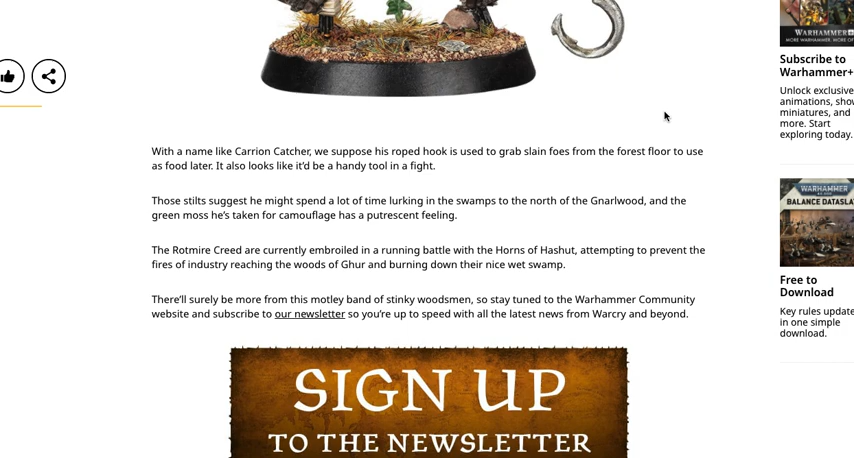 With a name like Carrion Catcher, we suppose his roped hook is used to grab slain foes from the forest floor to use
as food later. It also looks like it'd be a handy tool in a fight.
Those stilts suggest he might spend a lot of time lurking in the swamps to the north of the Gnarlwood, and the
green moss he's taken for camouflage has a putrescent feeling.
The Rotmire Creed are currently embroiled in a running battle with the Horns of Hashut, attempting to prevent the
fires of industry reaching the woods of Ghur and burning down their nice wet swamp.
There'll surely be more from this motley band of stinky woodsmen, so stay tuned to the Warhammer Community
website and subscribe to our newsletter so you're up to speed with all the latest news from Warcry and beyond.
SIGN UP
TO THE NEWSLETTER
WARHAMMER+
MORE WARHAMMER. MORE OF
Subscribe to
Warhammer+
Unlock exclusive
animations, sho
miniatures, and
more. Start
exploring today.
WARHAMMER
BALANCE DATASLA
Free to
Download
Key rules update
in one simple
download.